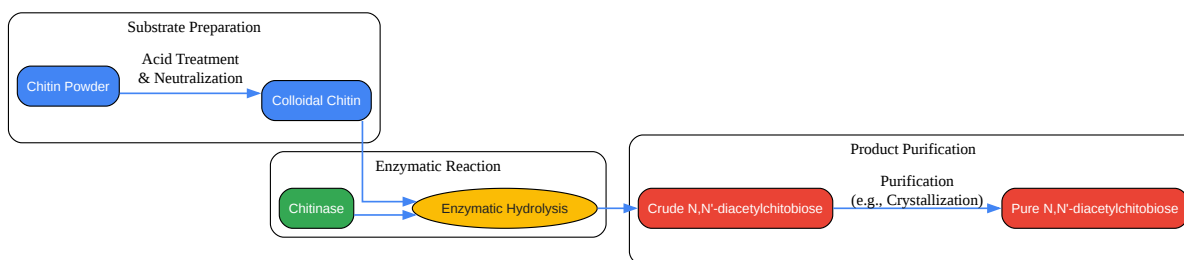 Substrate Preparation
Chitin Powder
Acid Treatment
& Neutralization
Colloidal Chitin
Enzymatic Reaction
Chitinase
Enzymatic Hydrolysis
Product Purification
Crude N,N'-diacetylchitobiose
Purification
(e.g., Crystallization)
Pure N,N'-diacetylchitobiose